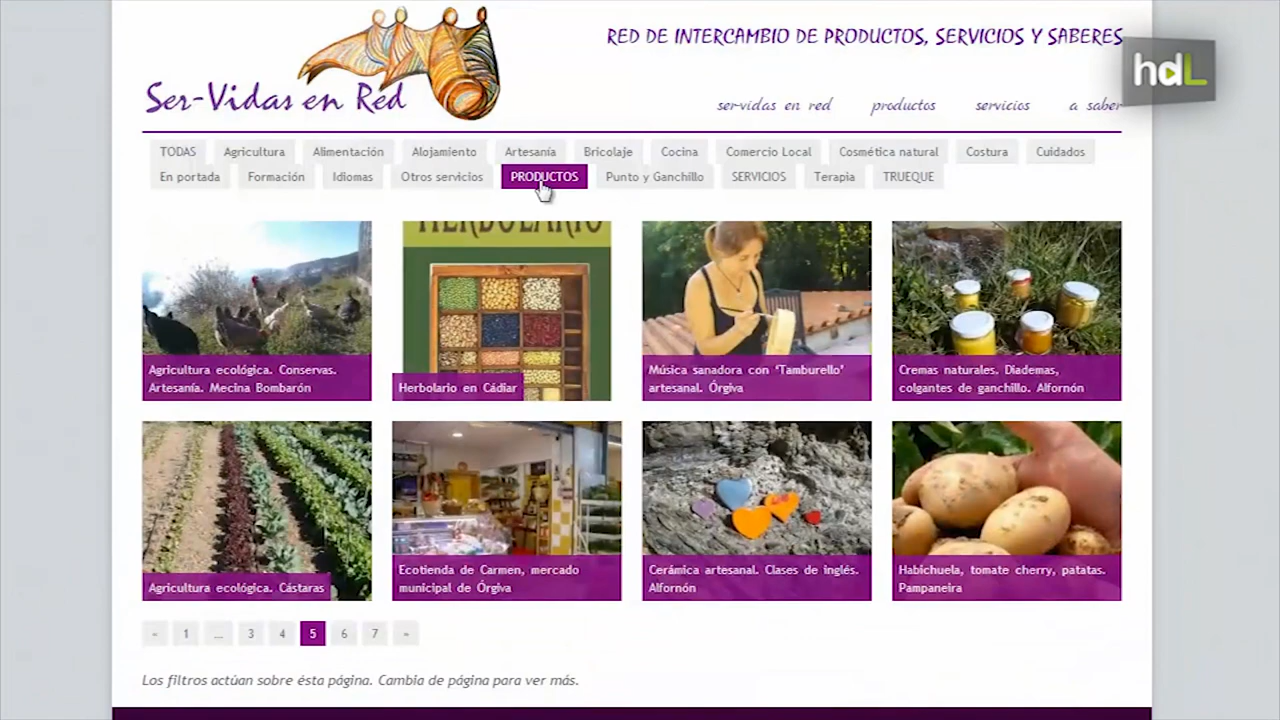 RED DE INTERCAMBIO DE PRODUCTOS, SERVICIOS Y SABERES
hdL
Ser-Vidas en Red
ser-vidas en red productos servicios a saber
TODAS Agricultura Alimentación Alojamiento Artesanía Bricolaje Cocina Comercio Local Cosmética natural Costura Cuidados
En portada Formación Idiomas Otros servicios PRODUCTOS Punto y Ganchillo SERVICIOS Terapia TRUEQUE
HERBOLARIO
Agricultura ecológica. Conservas.
Artesanía. Mecina Bombarón
Herbolario en Cádiar
Música sanadora con 'Tamburello'
artesanal. Órgiva
Cremas naturales. Diademas,
colgantes de ganchillo. Alfornón
Agricultura ecológica. Cástaras
Ecotienda de Carmen, mercado
municipal de Órgiva
Cerámica artesanal. Clases de inglés.
Alfornón
Habichuela, tomate cherry, patatas.
Pampaneira
« 1 ... 3 4 5 6 7 »
Los filtros actúan sobre ésta página. Cambia de página para ver más.